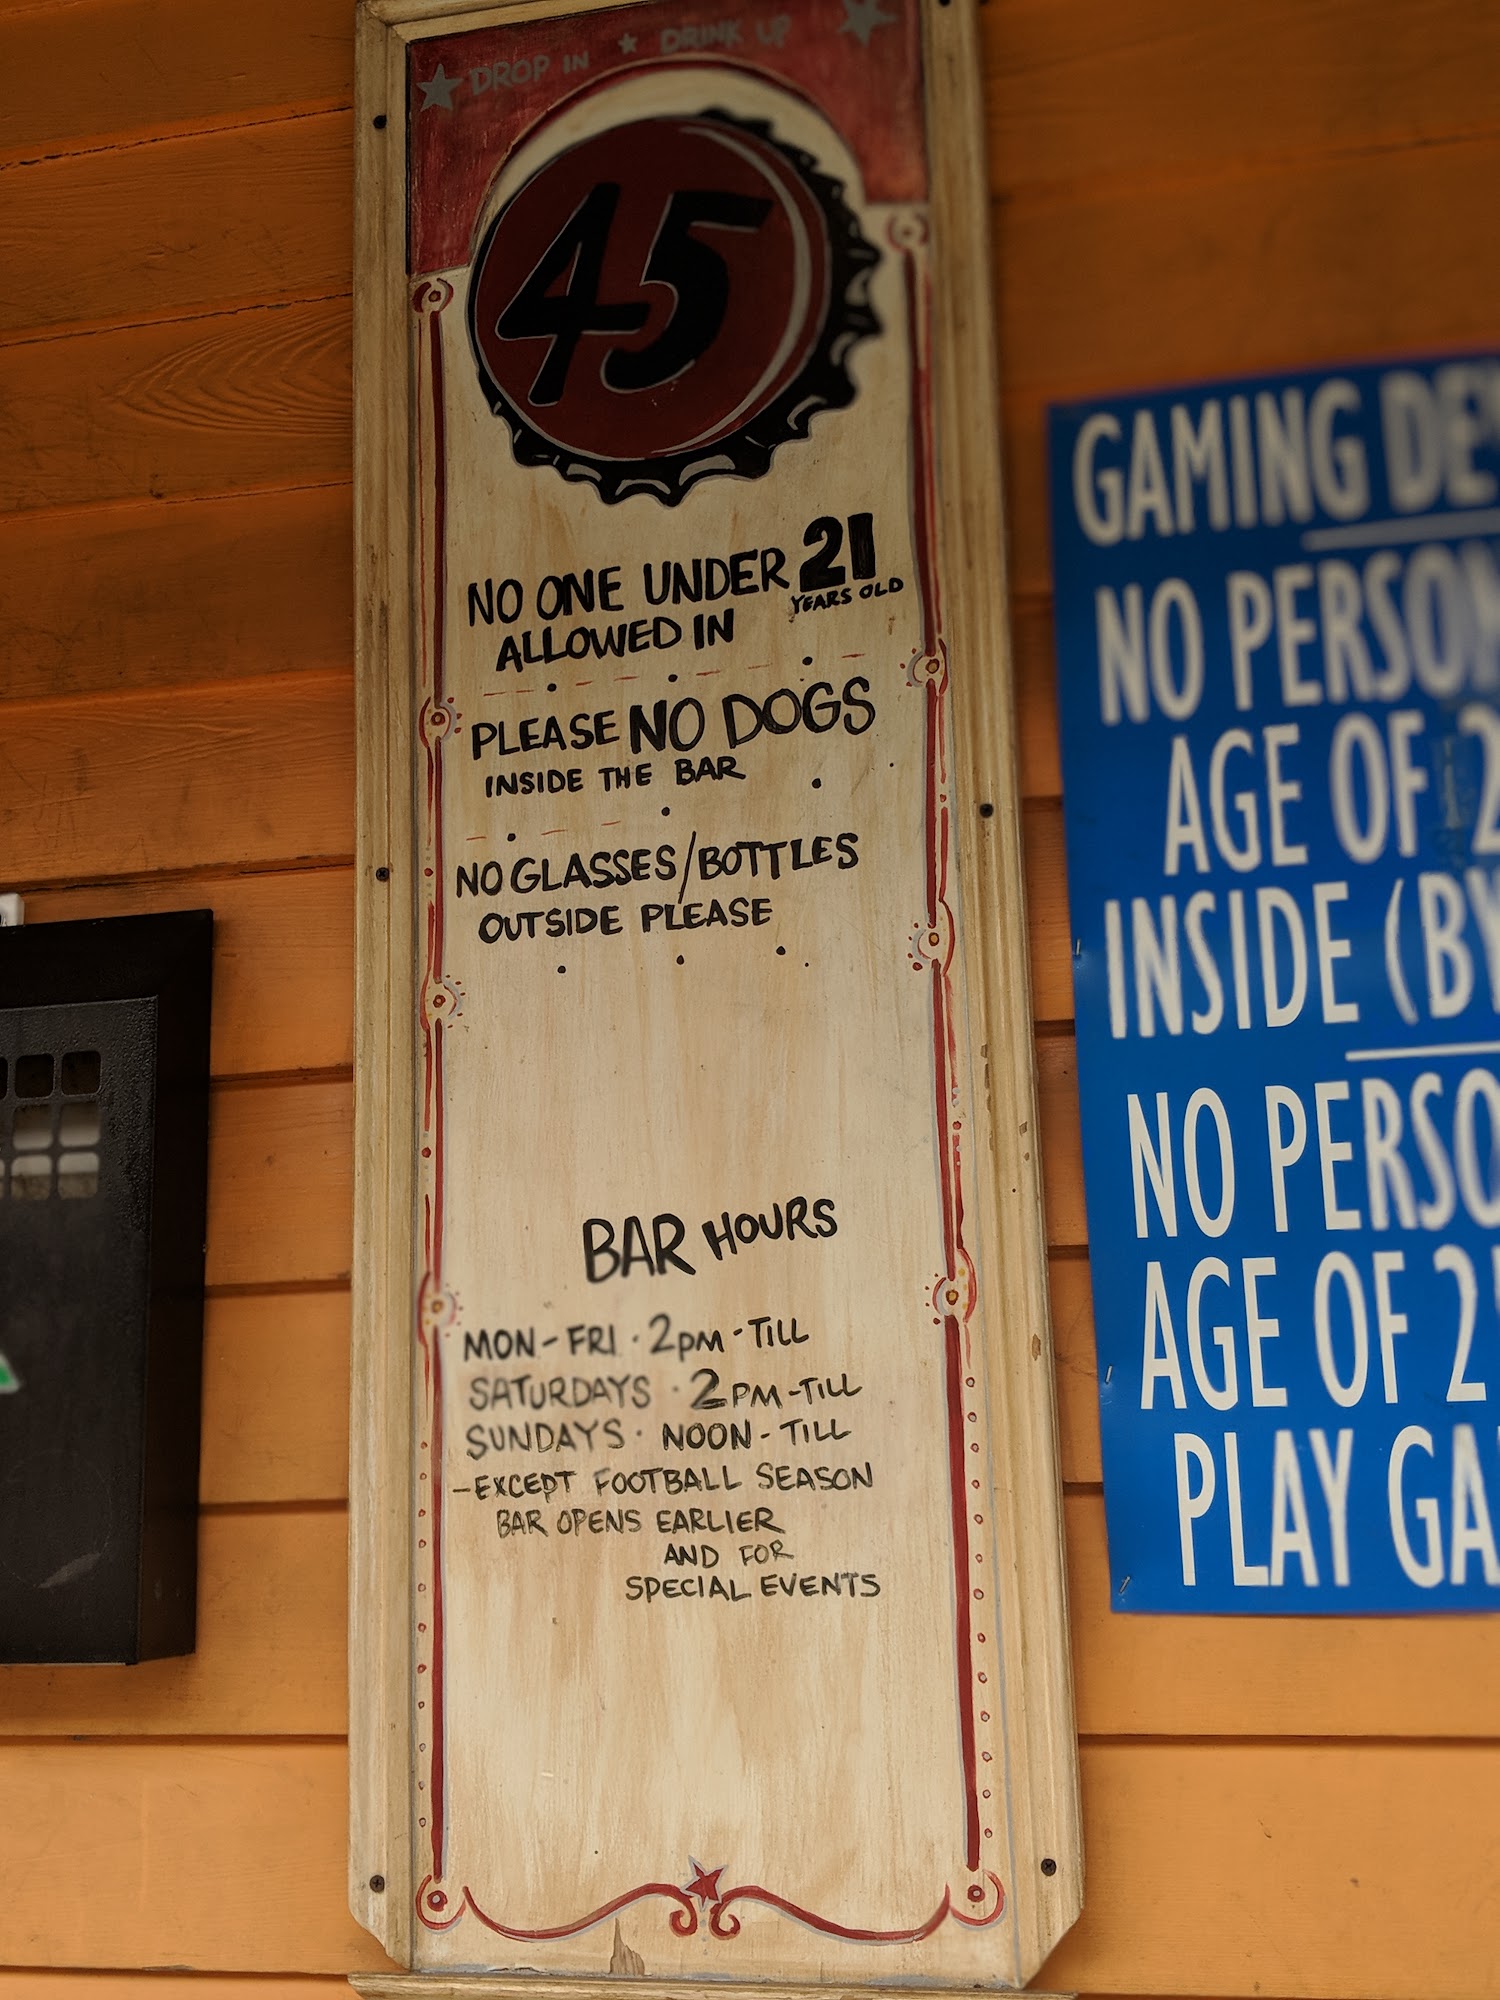 DROP IN ★ DRINK UP
45
NO ONE UNDER 21
YEARS OLD
ALLOWED IN
PLEASE NO DOGS
INSIDE THE BAR
NO GLASSES/BOTTLES
OUTSIDE PLEASE
BAR HOURS
MON-FRI · 2PM-TILL
SATURDAYS · 2PM-TILL
SUNDAYS · NOON-TILL
-EXCEPT FOOTBALL SEASON
BAR OPENS EARLIER
AND FOR
SPECIAL EVENTS
GAMING
NO
AGE OF
INSIDE
NO
AGE OF
PLAY